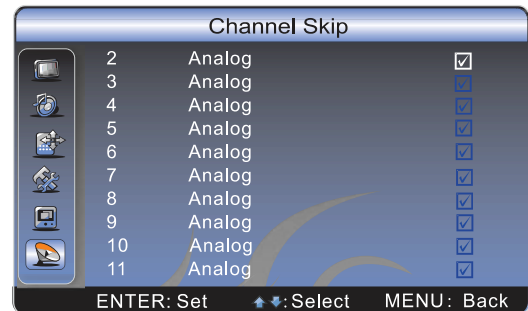 Channel Skip
2 Analog
3 Analog
4 Analog
5 Analog
6 Analog
7 Analog
8 Analog
9 Analog
10 Analog
11 Analog
ENTER: Set :Select MENU: Back